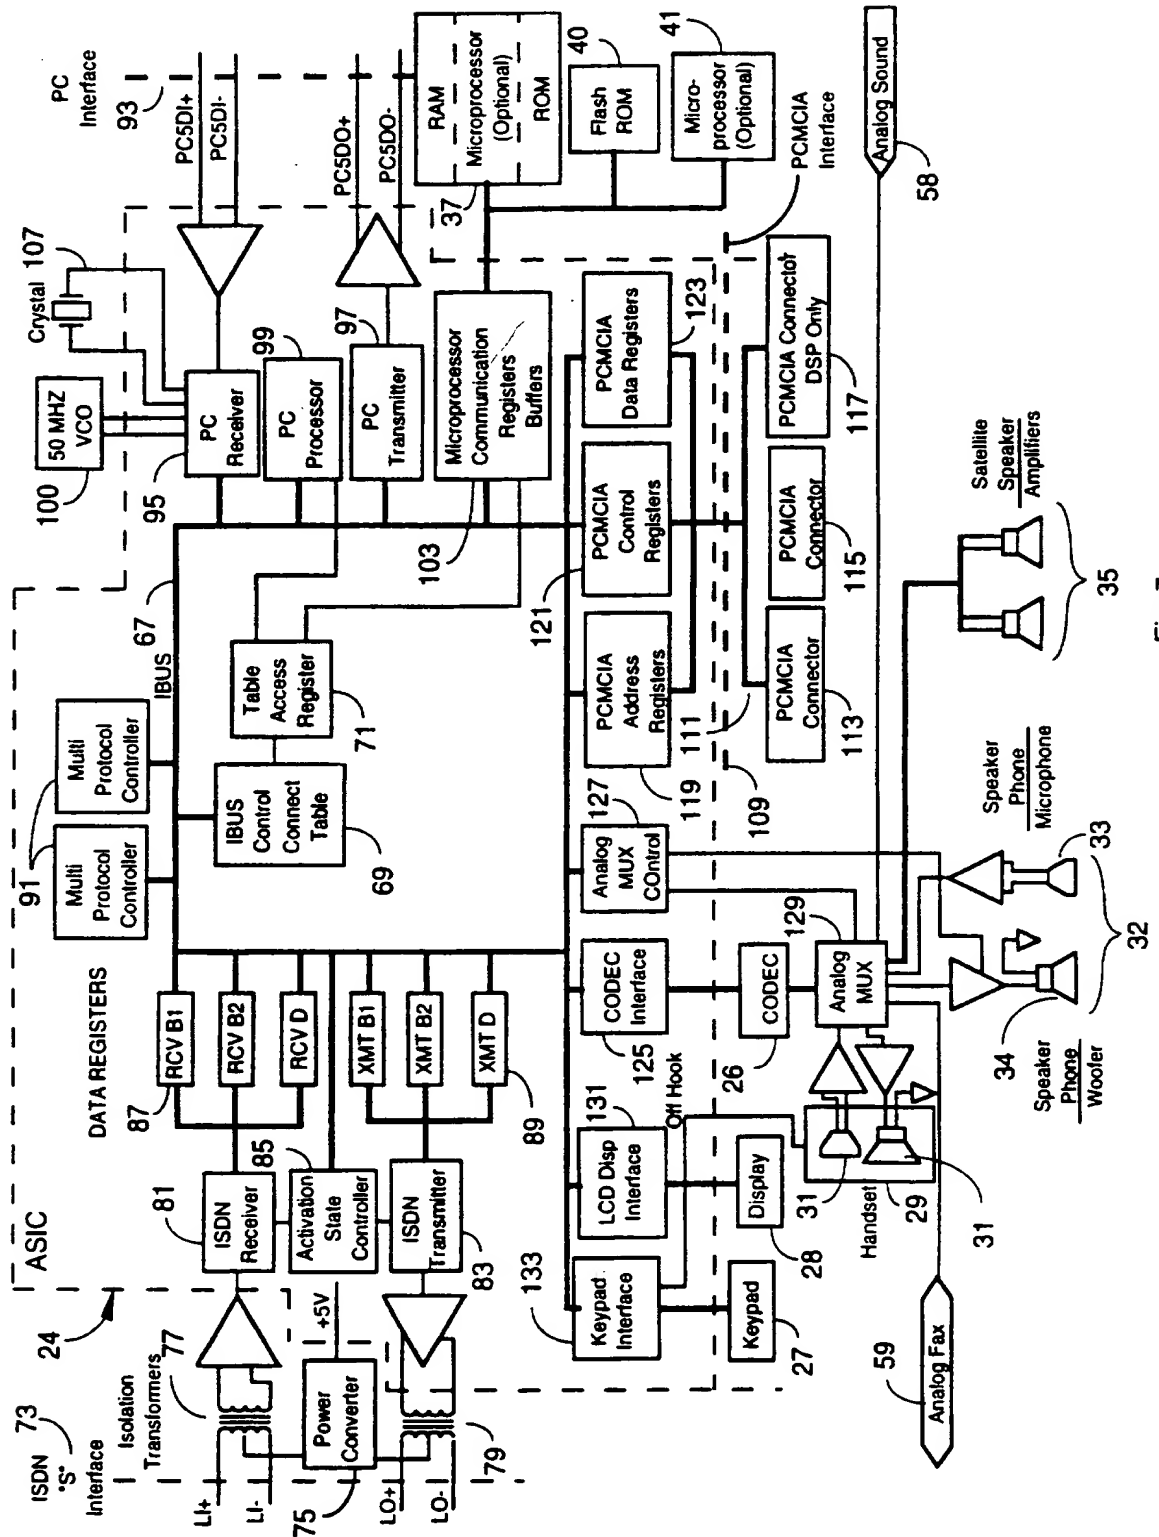 ISDN
"S"
Interface
73
Isolation
Transformers
77
24
ASIC
LI+
LI-
75
Power
Converter
+5V
LO+
LO-
79
81
ISDN
Receiver
85
Activation
State
Controller
ISDN
Transmitter
83
DATA REGISTERS
87
RCV B1
RCV B2
RCV D
XMT B1
XMT B2
XMT D
89
91
Multi
Protocol
Controller
Multi
Protocol
Controller
IBUS
67
IBUS
Control
Connect
Table
69
Table
Access
Register
71
100
50 MHZ
VCO
Crystal
107
95
PC
Receiver
99
PC
Processor
97
PC
Transmitter
103
Microprocessor
Communication
Registers
Buffers
PC
Interface
93
PC5DI+
PC5DI-
PC5DO+
PC5DO-
RAM
Microprocessor
(Optional)
ROM
37
40
Flash
ROM
41
Micro-
processor
(Optional)
PCMCIA
Interface
133
Keypad
Interface
27
Keypad
131
LCD Disp
Interface
28
Display
Off Hook
125
CODEC
Interface
26
CODEC
127
Analog
MUX
COntrol
129
Analog
MUX
119
PCMCIA
Address
Registers
121
PCMCIA
Control
Registers
123
PCMCIA
Data Registers
109
111
113
PCMCIA
Connector
115
PCMCIA
Connector
117
PCMCIA Connector
DSP Only
Handset
29
31
31
59
Analog Fax
58
Analog Sound
34
Speaker
Phone
Woofer
32
33
Speaker
Phone
Microphone
35
Satellite
Speaker
Amplifiers